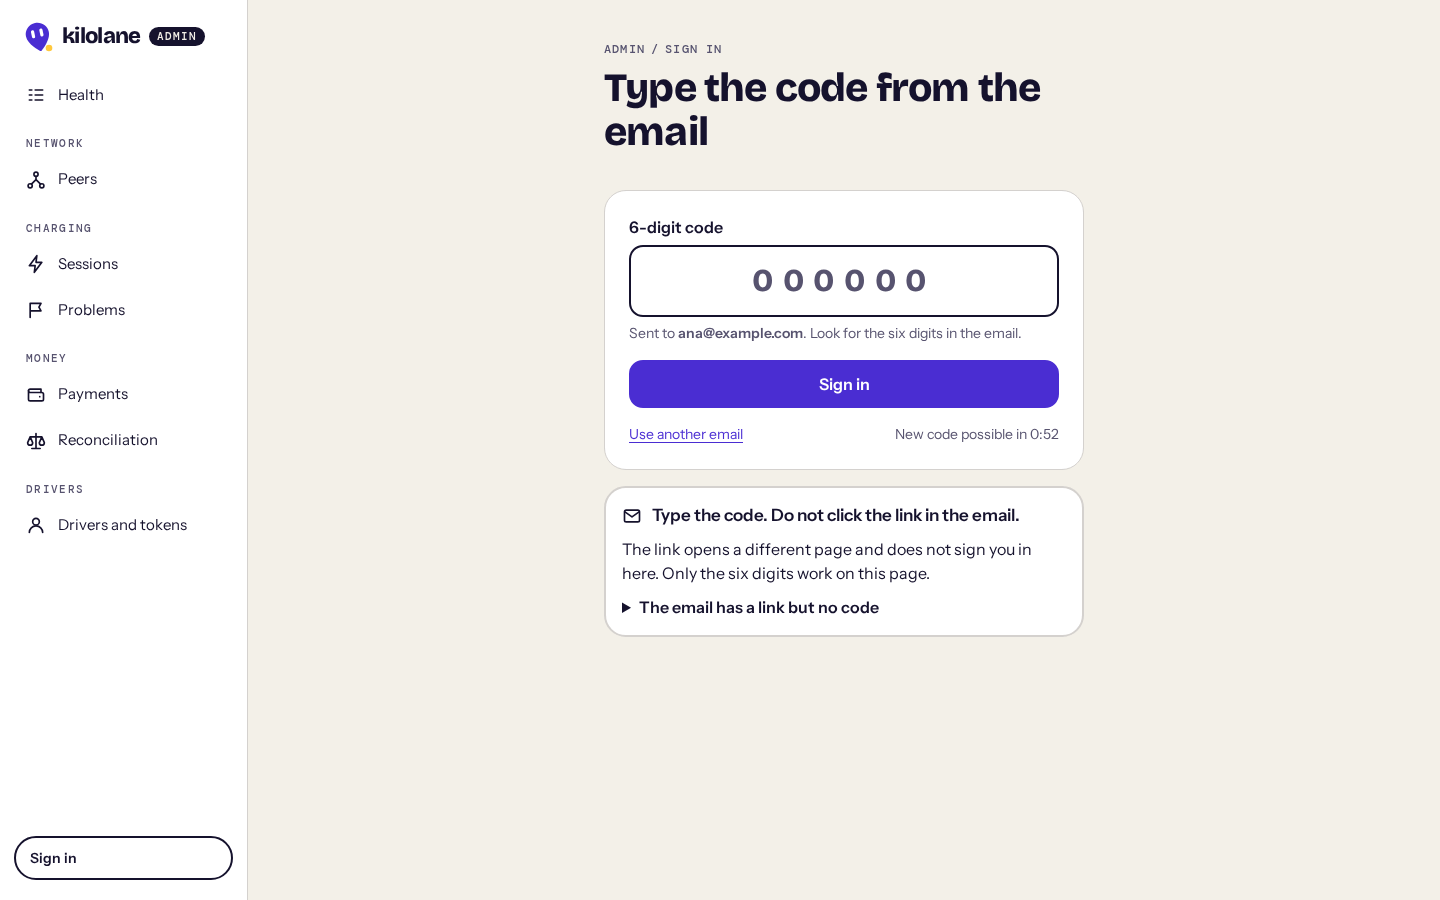 kilolane ADMIN
Health
NETWORK
Peers
CHARGING
Sessions
Problems
MONEY
Payments
Reconciliation
DRIVERS
Drivers and tokens
Sign in
ADMIN / SIGN IN
Type the code from the
email
6-digit code
000000
Sent to ana@example.com. Look for the six digits in the email.
Sign in
Use another email
New code possible in 0:52
Type the code. Do not click the link in the email.
The link opens a different page and does not sign you in
here. Only the six digits work on this page.
The email has a link but no code